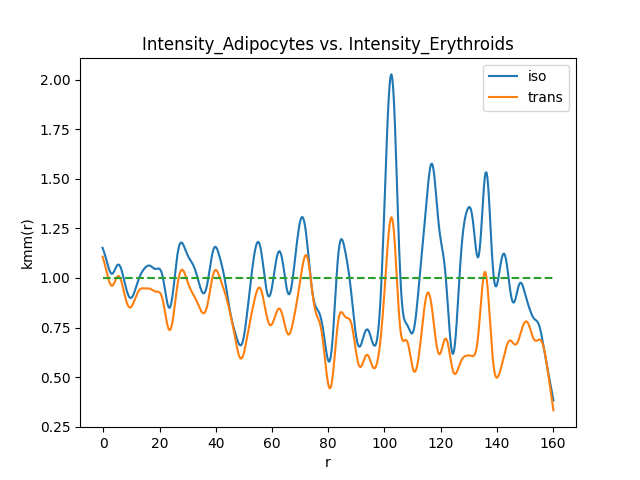 Intensity_Adipocytes vs. Intensity_Erythroids
iso
trans
kmm(r)
2.00
1.75
1.50
1.25
1.00
0.75
0.50
0.25
0 20 40 60 80 100 120 140 160
r